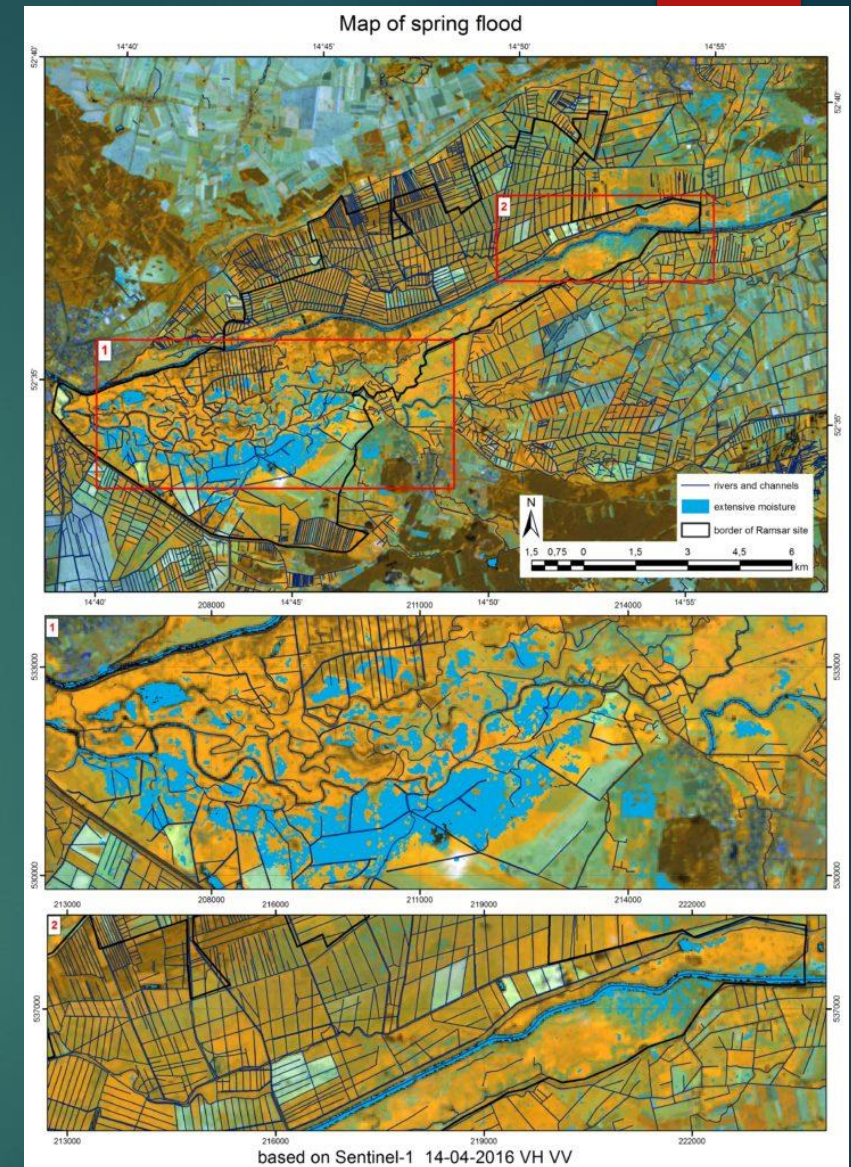 Map of spring flood
14°40' 14°45' 14°50' 14°55'
52°40'
52°40'
2
1
52°35'
52°35'
rivers and channels
extensive moisture
border of Ramsar site
N
1,5 0,75 0 1,5 3 4,5 6
km
14°40' 14°45' 14°50' 14°55'
208000 211000 214000
1
533000
533000
530000
530000
208000 211000 214000
213000 216000 219000 222000
2
537000
537000
213000 216000 219000 222000
based on Sentinel-1 14-04-2016 VH VV